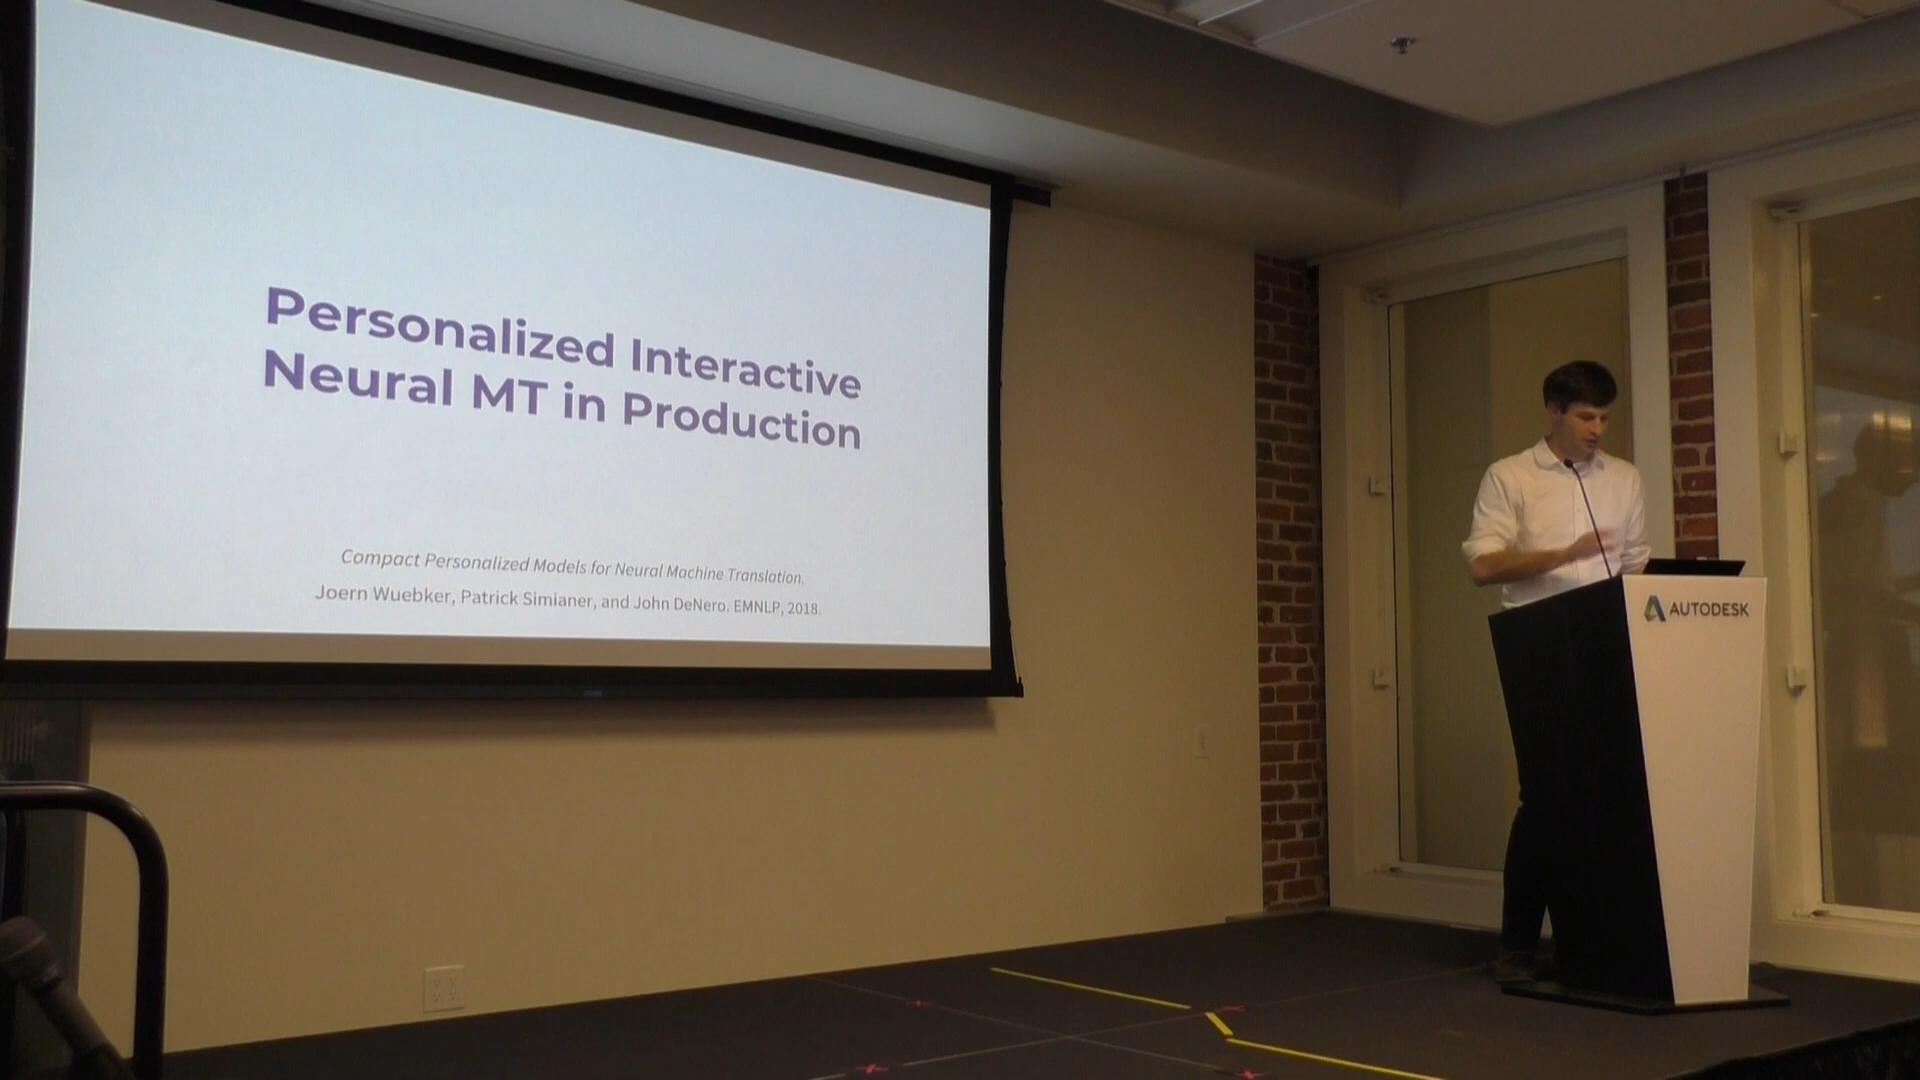 Personalized Interactive
Neural MT in Production
Compact Personalized Models for Neural Machine Translation.
Joern Wuebker, Patrick Simianer, and John DeNero. EMNLP, 2018.
AUTODESK